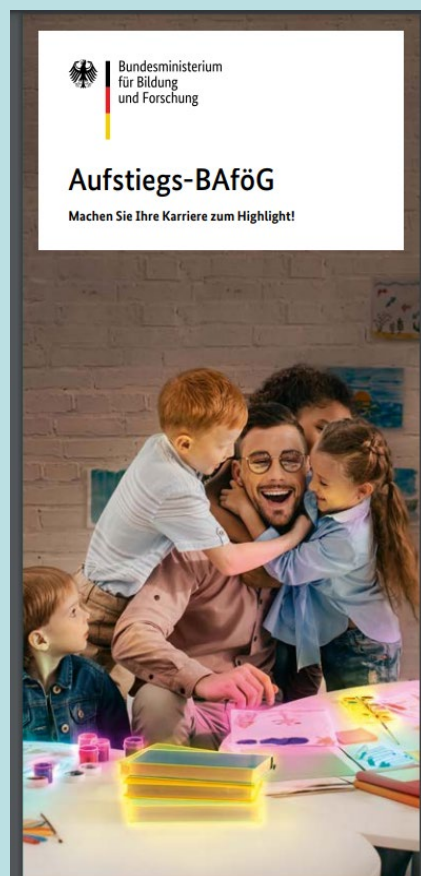 Bundesministerium
für Bildung
und Forschung
Aufstiegs-BAföG
Machen Sie Ihre Karriere zum Highlight!